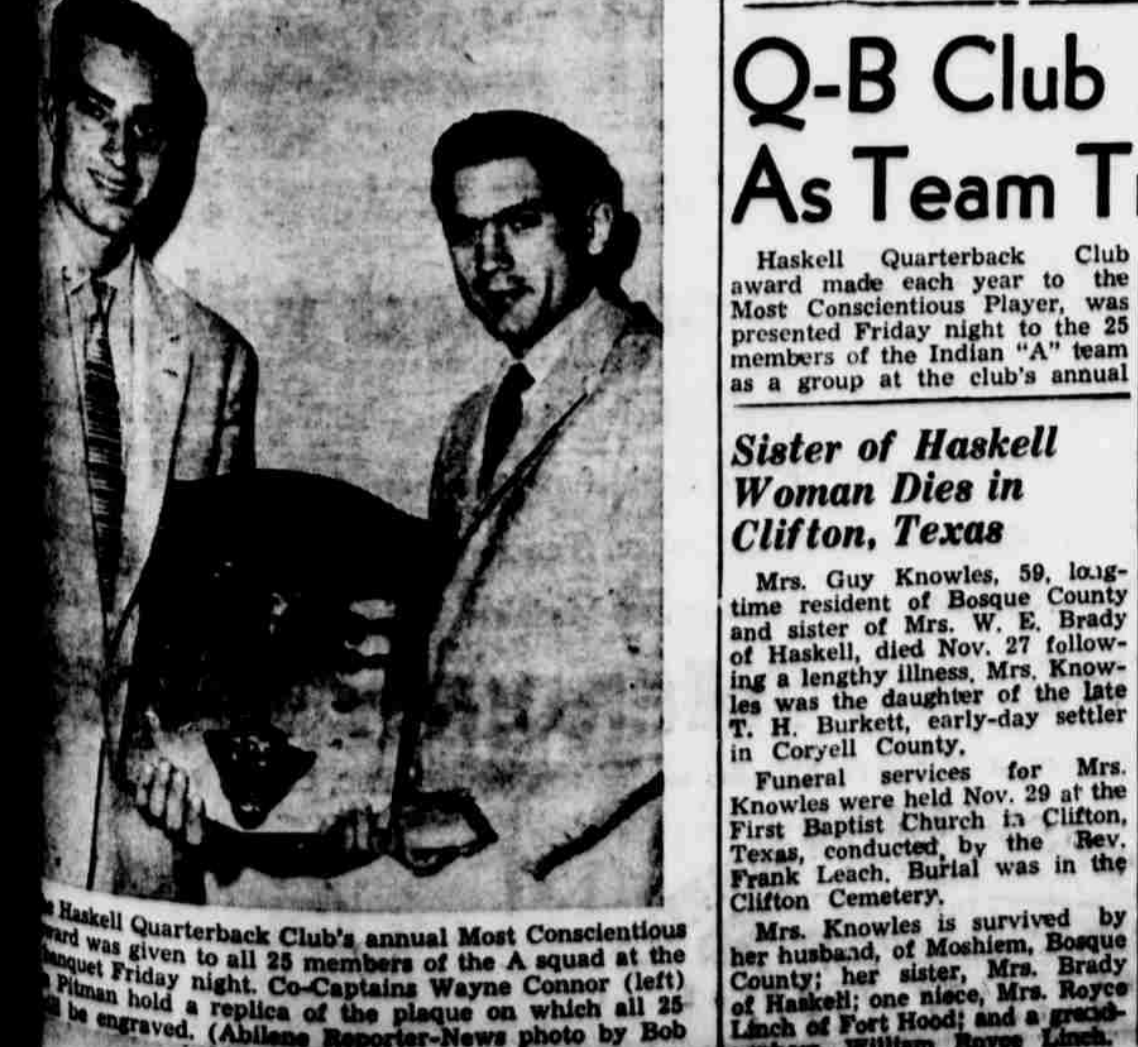 Haskell Quarterback Club's annual Most Conscientious
was given to all 25 members of the A squad at the
Friday night. Co-Captains Wayne Connor (left)
Pitman hold a replica of the plaque on which all 25
be engraved. (Abilene Reporter-News photo by Bob
Q-B Club
As Team
Haskell Quarterback Club
award made each year to the
Most Conscientious Player, was
presented Friday night to the 25
members of the Indian "A" team
as a group at the club's annual
Sister of Haskell
Woman Dies in
Clifton, Texas
Mrs. Guy Knowles, 59, long-
time resident of Bosque County
and sister of Mrs. W. E. Brady
of Haskell, died Nov. 27 follow-
ing a lengthy illness. Mrs. Know-
les was the daughter of the late
T. H. Burkett, early-day settler
in Coryell County.
Funeral services for Mrs.
Knowles were held Nov. 29 at the
First Baptist Church in Clifton,
Texas, conducted by the Rev.
Frank Leach. Burial was in the
Clifton Cemetery.
Mrs. Knowles is survived by
her husband, of Moshiem, Bosque
County; her sister, Mrs. Brady
of Haskell; one niece, Mrs. Royce
Linch of Fort Hood; and a grand-
William Royce Linch.